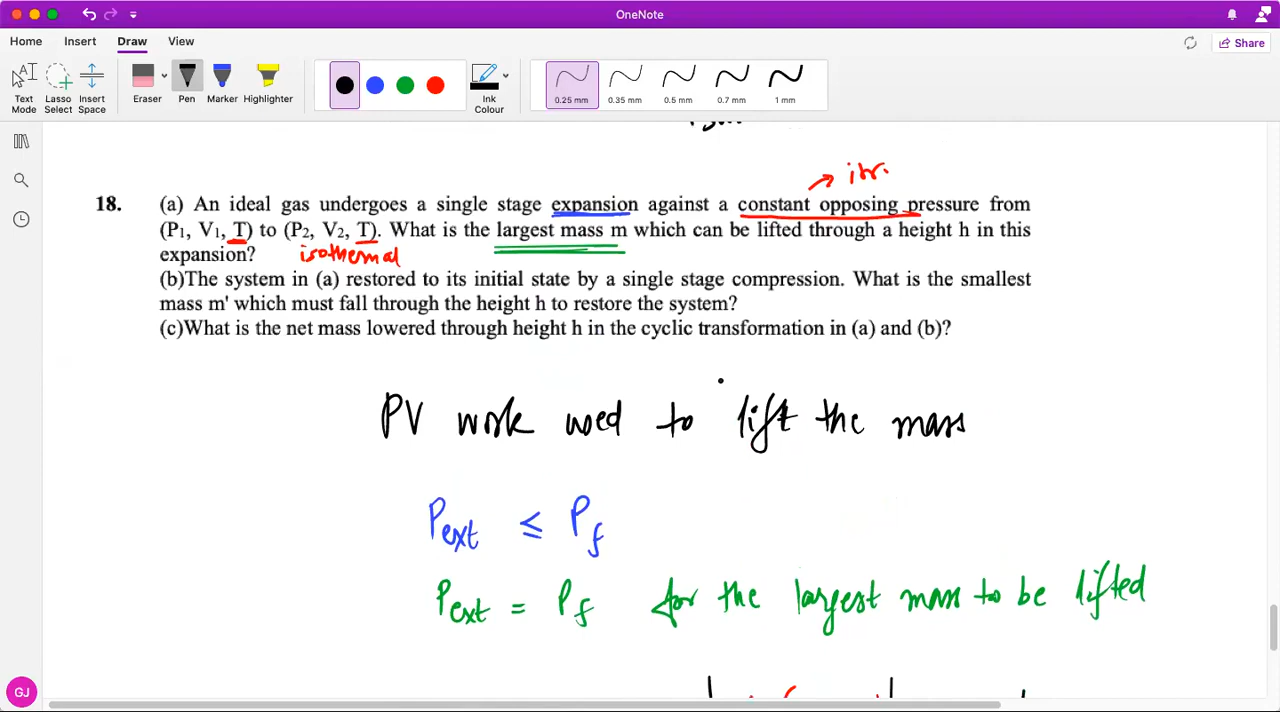 OneNote
Home Insert Draw View
Share
Text Mode
Lasso Select
Insert Space
Eraser
Pen
Marker
Highlighter
Ink Colour
0.25 mm
0.35 mm
0.5 mm
0.7 mm
1 mm
→ irr.
18. (a) An ideal gas undergoes a single stage expansion against a constant opposing pressure from
(P1, V1, T) to (P2, V2, T). What is the largest mass m which can be lifted through a height h in this
expansion? isothermal
(b)The system in (a) restored to its initial state by a single stage compression. What is the smallest
mass m' which must fall through the height h to restore the system?
(c)What is the net mass lowered through height h in the cyclic transformation in (a) and (b)?
PV work used to lift the mass
Pext ≤ Pf
Pext = Pf for the largest mass to be lifted
GJ